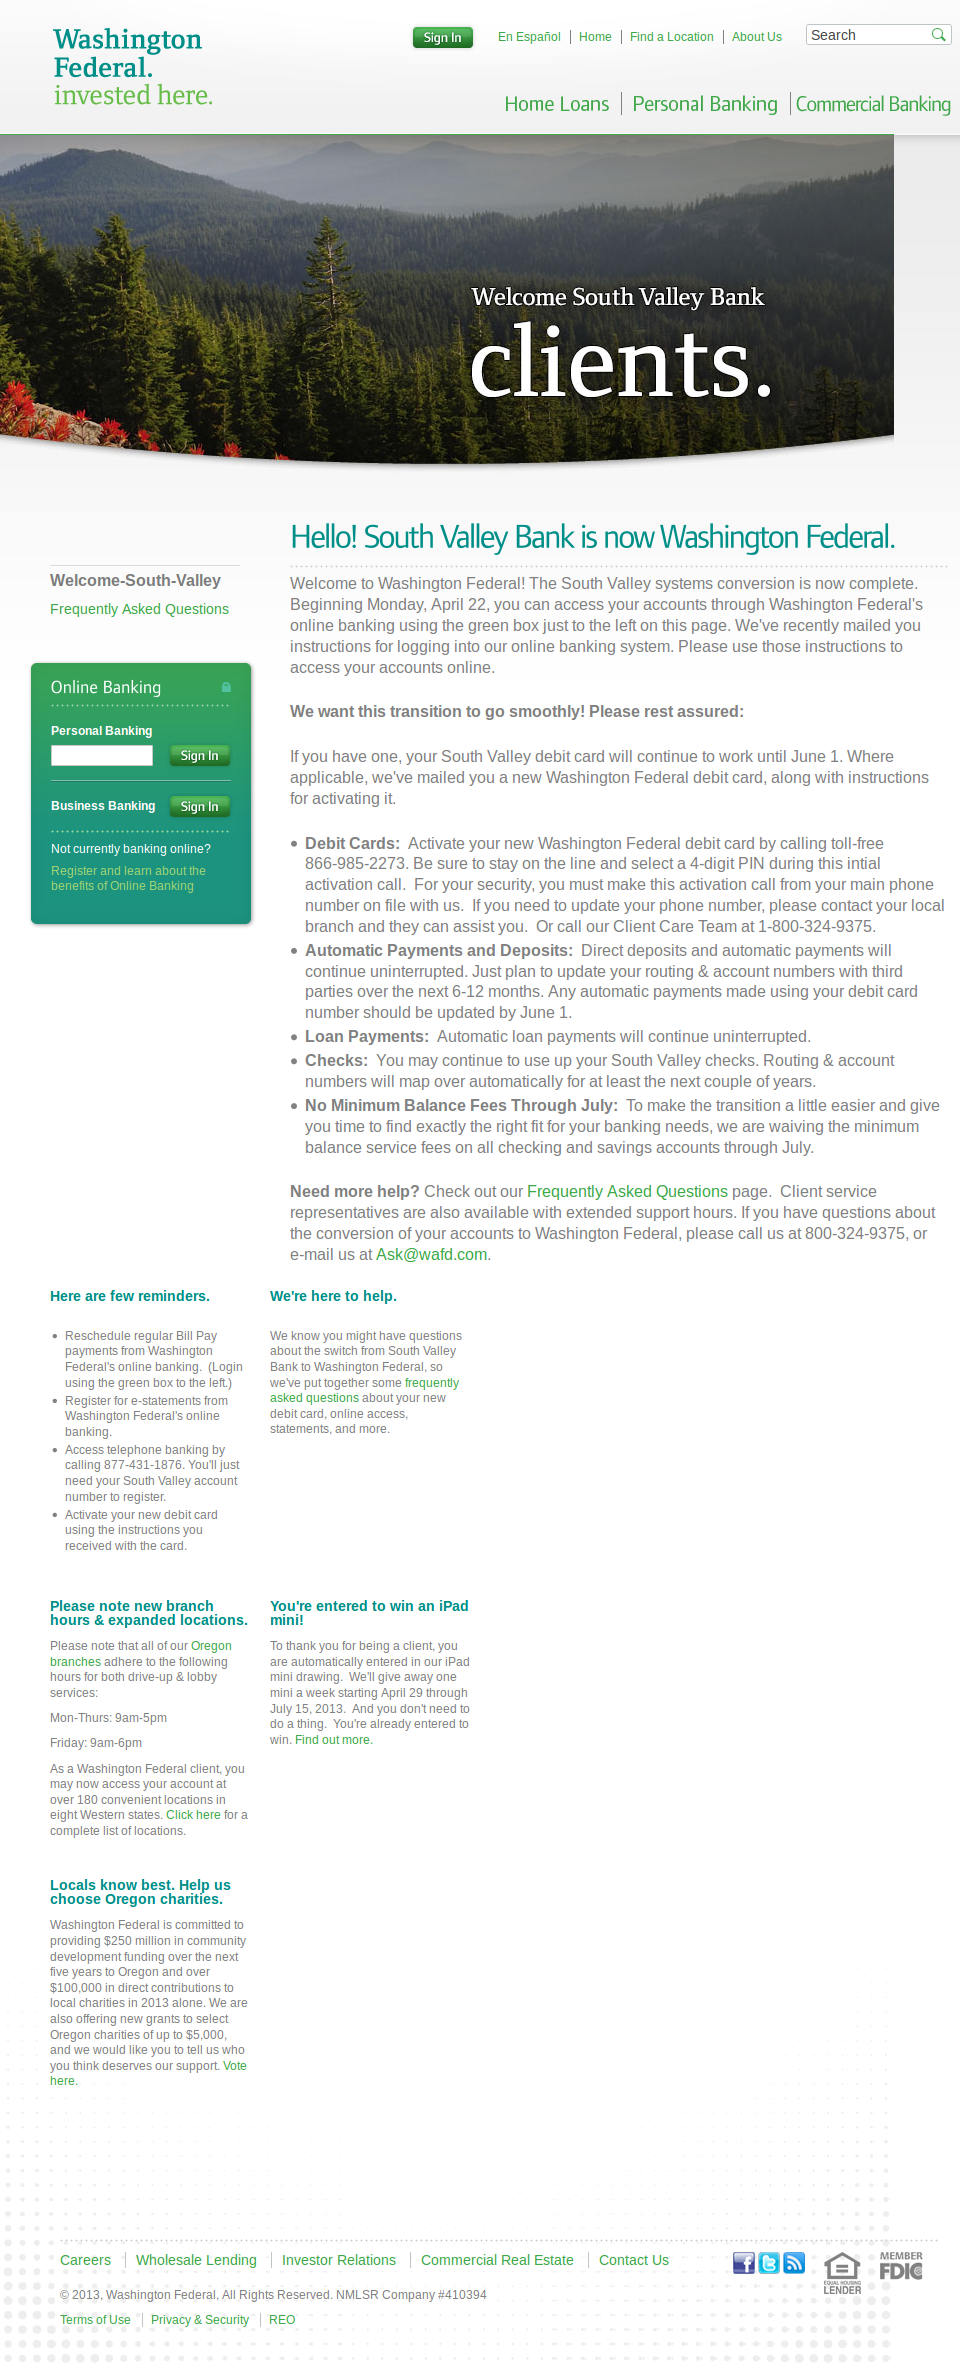 Washington
Federal.
invested here.
Sign In
En Español
Home
Find a Location
About Us
Search
Home Loans
Personal Banking
Commercial Banking
Welcome South Valley Bank
clients.
Hello! South Valley Bank is now Washington Federal.
Welcome-South-Valley
Frequently Asked Questions
Online Banking
Personal Banking
Sign In
Business Banking
Sign In
Not currently banking online?
Register and learn about the
benefits of Online Banking
Welcome to Washington Federal! The South Valley systems conversion is now complete.
Beginning Monday, April 22, you can access your accounts through Washington Federal's
online banking using the green box just to the left on this page. We've recently mailed you
instructions for logging into our online banking system. Please use those instructions to
access your accounts online.
We want this transition to go smoothly! Please rest assured:
If you have one, your South Valley debit card will continue to work until June 1. Where
applicable, we've mailed you a new Washington Federal debit card, along with instructions
for activating it.
Debit Cards:  Activate your new Washington Federal debit card by calling toll-free
866-985-2273. Be sure to stay on the line and select a 4-digit PIN during this intial
activation call.  For your security, you must make this activation call from your main phone
number on file with us.  If you need to update your phone number, please contact your local
branch and they can assist you.  Or call our Client Care Team at 1-800-324-9375.
Automatic Payments and Deposits:  Direct deposits and automatic payments will
continue uninterrupted. Just plan to update your routing & account numbers with third
parties over the next 6-12 months. Any automatic payments made using your debit card
number should be updated by June 1.
Loan Payments:  Automatic loan payments will continue uninterrupted.
Checks:  You may continue to use up your South Valley checks. Routing & account
numbers will map over automatically for at least the next couple of years.
No Minimum Balance Fees Through July:  To make the transition a little easier and give
you time to find exactly the right fit for your banking needs, we are waiving the minimum
balance service fees on all checking and savings accounts through July.
Need more help? Check out our Frequently Asked Questions page.  Client service
representatives are also available with extended support hours. If you have questions about
the conversion of your accounts to Washington Federal, please call us at 800-324-9375, or
e-mail us at Ask@wafd.com.
Here are few reminders.
Reschedule regular Bill Pay
payments from Washington
Federal's online banking.  (Login
using the green box to the left.)
Register for e-statements from
Washington Federal's online
banking.
Access telephone banking by
calling 877-431-1876. You'll just
need your South Valley account
number to register.
Activate your new debit card
using the instructions you
received with the card.
We're here to help.
We know you might have questions
about the switch from South Valley
Bank to Washington Federal, so
we've put together some frequently
asked questions about your new
debit card, online access,
statements, and more.
Please note new branch
hours & expanded locations.
Please note that all of our Oregon
branches adhere to the following
hours for both drive-up & lobby
services:
Mon-Thurs: 9am-5pm
Friday: 9am-6pm
As a Washington Federal client, you
may now access your account at
over 180 convenient locations in
eight Western states. Click here for a
complete list of locations.
You're entered to win an iPad
mini!
To thank you for being a client, you
are automatically entered in our iPad
mini drawing.  We'll give away one
mini a week starting April 29 through
July 15, 2013.  And you don't need to
do a thing.  You're already entered to
win. Find out more.
Locals know best. Help us
choose Oregon charities.
Washington Federal is committed to
providing $250 million in community
development funding over the next
five years to Oregon and over
$100,000 in direct contributions to
local charities in 2013 alone. We are
also offering new grants to select
Oregon charities of up to $5,000,
and we would like you to tell us who
you think deserves our support. Vote
here.
Careers
Wholesale Lending
Investor Relations
Commercial Real Estate
Contact Us
EQUAL HOUSING
LENDER
MEMBER
FDIC
© 2013, Washington Federal, All Rights Reserved. NMLSR Company #410394
Terms of Use
Privacy & Security
REO